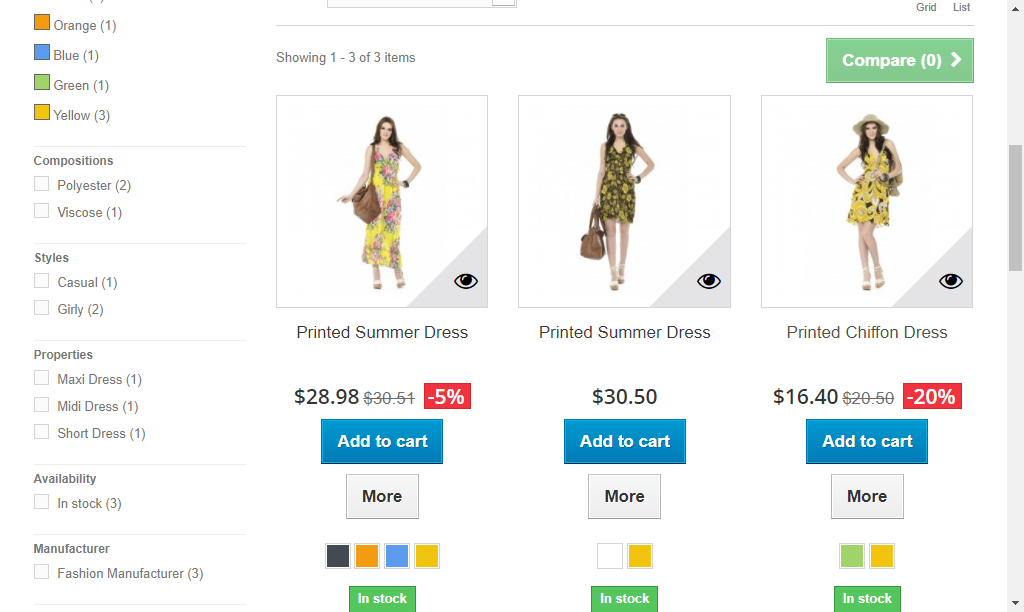 Grid List
Orange (1)
Blue (1)
Green (1)
Yellow (3)
Compositions
Polyester (2)
Viscose (1)
Styles
Casual (1)
Girly (2)
Properties
Maxi Dress (1)
Midi Dress (1)
Short Dress (1)
Availability
In stock (3)
Manufacturer
Fashion Manufacturer (3)
Showing 1 - 3 of 3 items
Compare (0)
Printed Summer Dress
$28.98 $30.51 -5%
Add to cart
More
In stock
Printed Summer Dress
$30.50
Add to cart
More
In stock
Printed Chiffon Dress
$16.40 $20.50 -20%
Add to cart
More
In stock